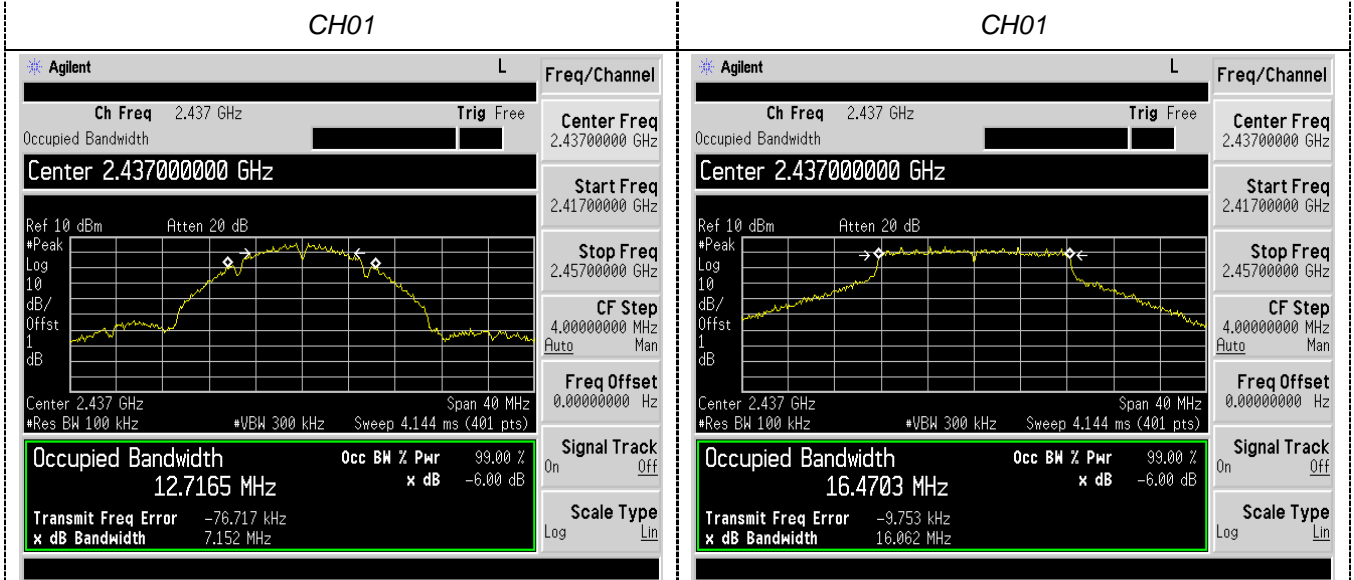 CH01
Agilent
L
Freq/Channel
Ch Freq 2.437 GHz Trig Free
Occupied Bandwidth
Center Freq
2.43700000 GHz
Center 2.437000000 GHz
Start Freq
2.41700000 GHz
Ref 10 dBm Atten 20 dB
#Peak
Log
10
dB/
Offst
1
dB
Stop Freq
2.45700000 GHz
CF Step
4.00000000 MHz
Auto Man
Freq Offset
0.00000000 Hz
Center 2.437 GHz Span 40 MHz
#Res BW 100 kHz #VBW 300 kHz Sweep 4.144 ms (401 pts)
Signal Track
On Off
Occupied Bandwidth Occ BW % Pwr 99.00 %
12.7165 MHz x dB -6.00 dB
Transmit Freq Error -76.717 kHz
x dB Bandwidth 7.152 MHz
Scale Type
Log Lin
CH01
Agilent
L
Freq/Channel
Ch Freq 2.437 GHz Trig Free
Occupied Bandwidth
Center Freq
2.43700000 GHz
Center 2.437000000 GHz
Start Freq
2.41700000 GHz
Ref 10 dBm Atten 20 dB
#Peak
Log
10
dB/
Offst
1
dB
Stop Freq
2.45700000 GHz
CF Step
4.00000000 MHz
Auto Man
Freq Offset
0.00000000 Hz
Center 2.437 GHz Span 40 MHz
#Res BW 100 kHz #VBW 300 kHz Sweep 4.144 ms (401 pts)
Signal Track
On Off
Occupied Bandwidth Occ BW % Pwr 99.00 %
16.4703 MHz x dB -6.00 dB
Transmit Freq Error -9.753 kHz
x dB Bandwidth 16.062 MHz
Scale Type
Log Lin